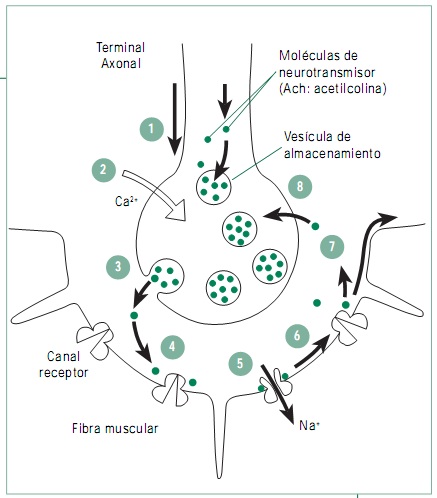 Terminal
Axonal
Moléculas de
neurotransmisor
(Ach: acetilcolina)
1
Vesícula de
almacenamiento
2
Ca2+
8
7
3
4
5
6
Canal
receptor
Fibra muscular
Na+